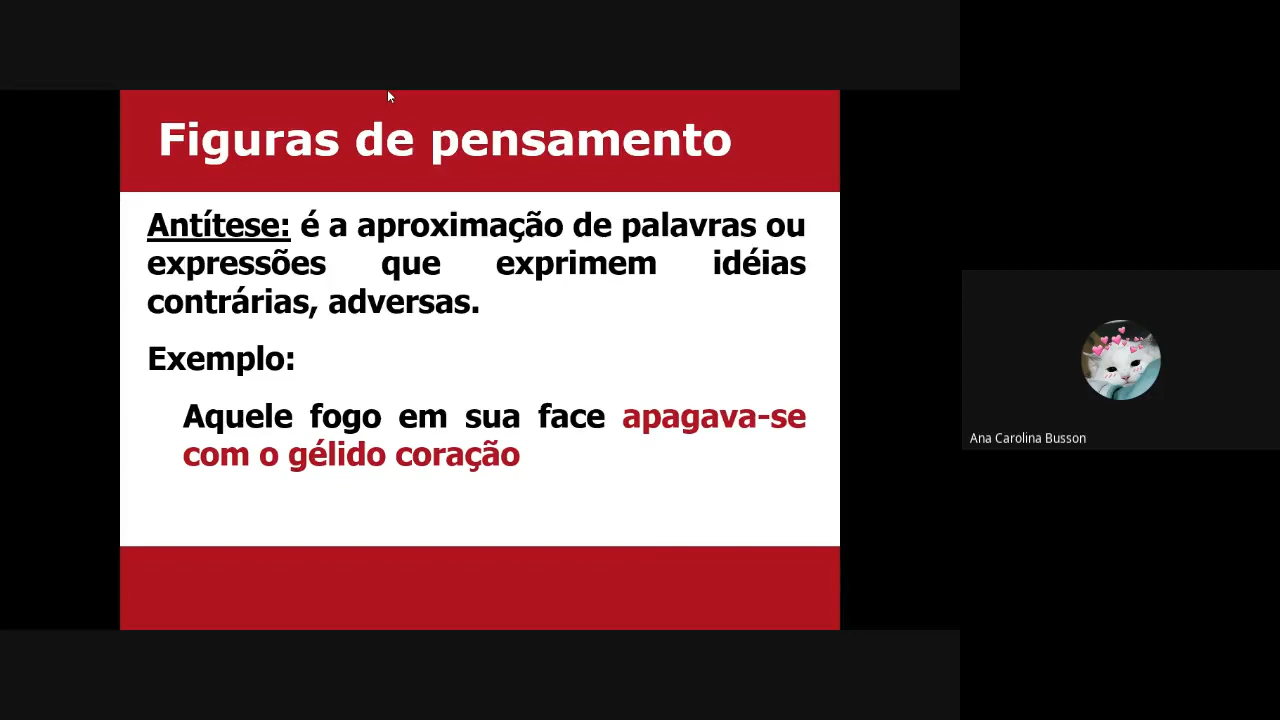 Figuras de pensamento
Antítese: é a aproximação de palavras ou
expressões que exprimem idéias
contrárias, adversas.
Exemplo:
Aquele fogo em sua face apagava-se
com o gélido coração
Ana Carolina Busson